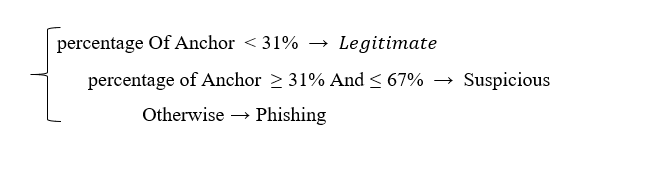 percentage Of Anchor < 31% → Legitimate
percentage of Anchor ≥ 31% And ≤ 67% → Suspicious
Otherwise → Phishing